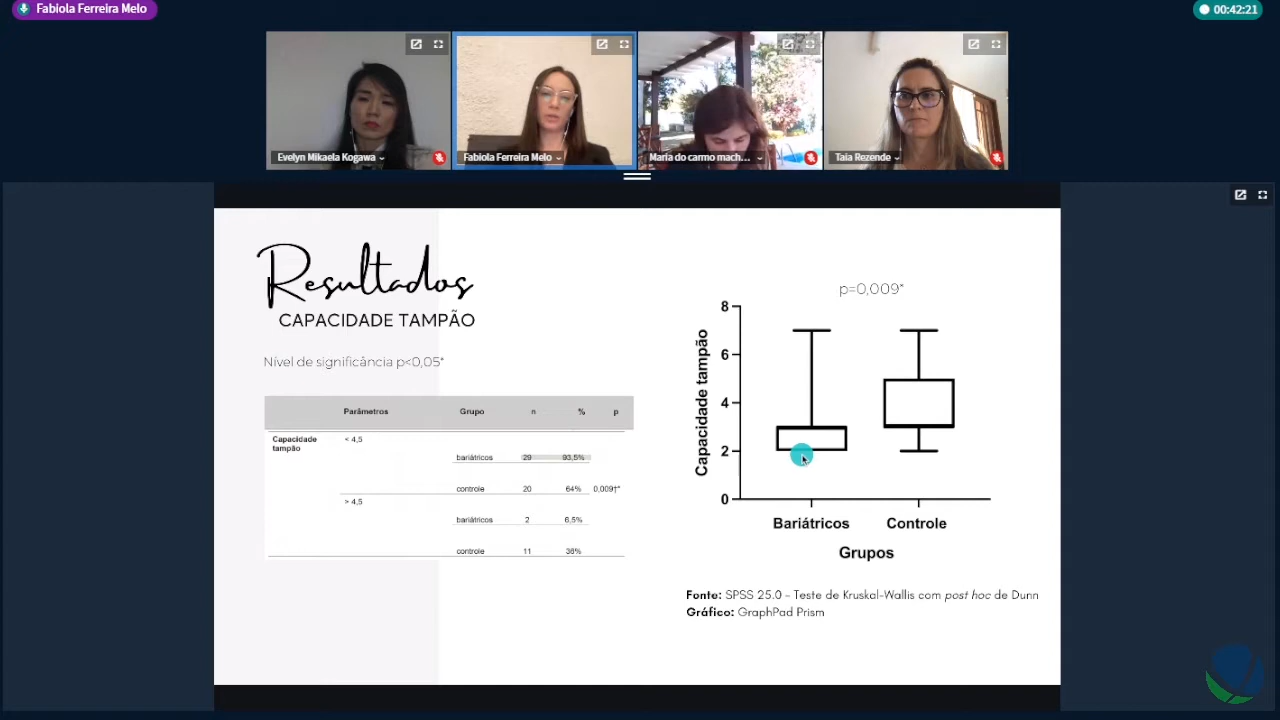 Fabiola Ferreira Melo
00:42:21
Evelyn Mikaela Kogawa
Fabiola Ferreira Melo
Maria do carmo mach...
Taia Rezende
Resultados
CAPACIDADE TAMPÃO
Nível de significância p<0,05*
Parâmetros Grupo n % p
Capacidade tampão < 4,5
bariátricos 29 93,5%
controle 20 64% 0,009†*
> 4,5
bariátricos 2 6,5%
controle 11 36%
p=0,009*
Capacidade tampão
8
6
4
2
0
Bariátricos Controle
Grupos
Fonte: SPSS 25.0 – Teste de Kruskal-Wallis com post hoc de Dunn
Gráfico: GraphPad Prism